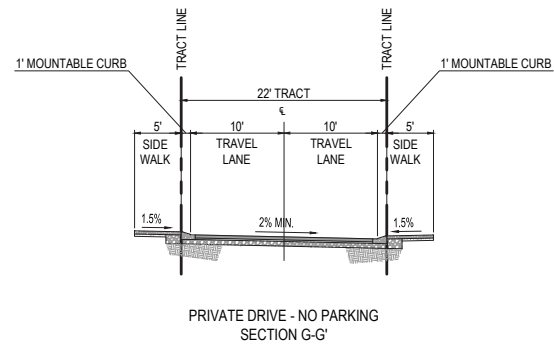 TRACT LINE
TRACT LINE
1' MOUNTABLE CURB
1' MOUNTABLE CURB
22' TRACT
℄
5'
10'
10'
5'
SIDE
WALK
TRAVEL
LANE
TRAVEL
LANE
SIDE
WALK
1.5%
2% MIN.
1.5%
PRIVATE DRIVE - NO PARKING
SECTION G-G'